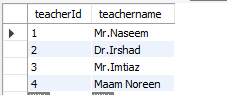 teacherId teachername
1 Mr.Naseem
2 Dr.Irshad
3 Mr.Imtiaz
4 Maam Noreen